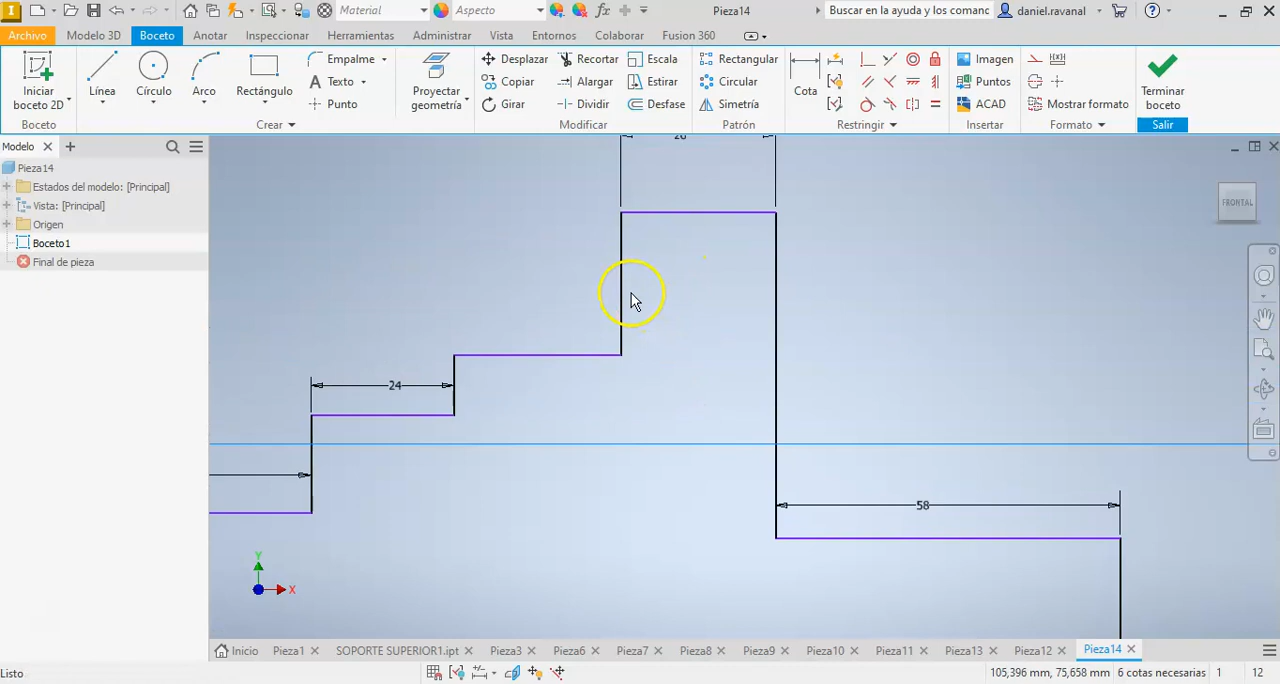 Material
Aspecto
Pieza14
Buscar en la ayuda y los comanc
daniel.ravanal
Archivo Modelo 3D Boceto Anotar Inspeccionar Herramientas Administrar Vista Entornos Colaborar Fusion 360
Iniciar
boceto 2D
Línea
Círculo
Arco
Rectángulo
Empalme
Texto
Punto
Proyectar
geometría
Desplazar
Copiar
Girar
Recortar
Alargar
Dividir
Escala
Estirar
Desfase
Rectangular
Circular
Simetría
Cota
Imagen
Puntos
ACAD
Mostrar formato
Terminar
boceto
Boceto Crear Modificar Patrón Restringir Insertar Formato Salir
Modelo
Pieza14
Estados del modelo: [Principal]
Vista: [Principal]
Origen
Boceto1
Final de pieza
FRONTAL
24
58
Y
X
Inicio Pieza1 SOPORTE SUPERIOR1.ipt Pieza3 Pieza6 Pieza7 Pieza8 Pieza9 Pieza10 Pieza11 Pieza13 Pieza12 Pieza14
Listo
105,396 mm, 75,658 mm 6 cotas necesarias 1 12